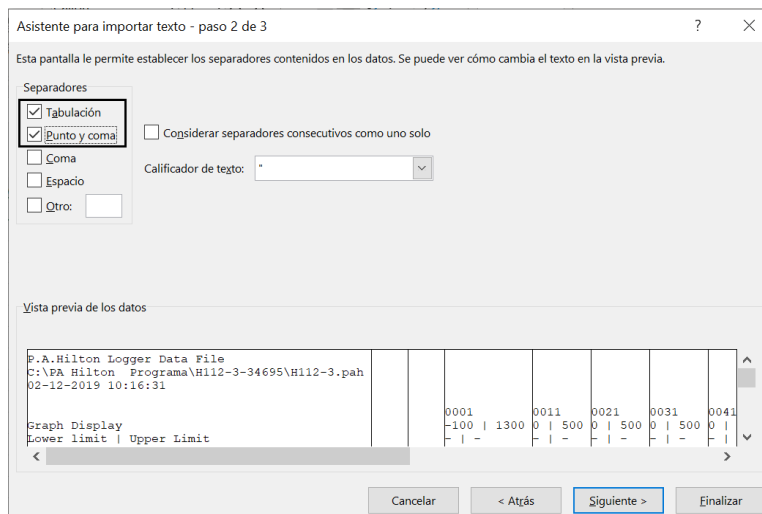 Asistente para importar texto - paso 2 de 3
?
Esta pantalla le permite establecer los separadores contenidos en los datos. Se puede ver cómo cambia el texto en la vista previa.
Separadores
Tabulación
Punto y coma
Coma
Espacio
Otro:
Considerar separadores consecutivos como uno solo
Calificador de texto: "
Vista previa de los datos
P.A.Hilton Logger Data File
C:\PA Hilton Programa\H112-3-34695\H112-3.pah
02-12-2019 10:16:31
0001 0011 0021 0031 0041
Graph Display -100 | 1300 0 | 500 0 | 500 0 | 500 0 |
Lower limit | Upper Limit - | - - | - - | - - | - - |
Cancelar < Atrás Siguiente > Finalizar